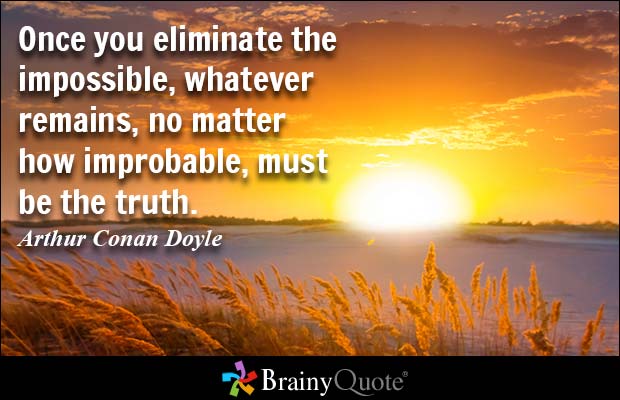 Once you eliminate the
impossible, whatever
remains, no matter
how improbable, must
be the truth.
Arthur Conan Doyle
BrainyQuote®